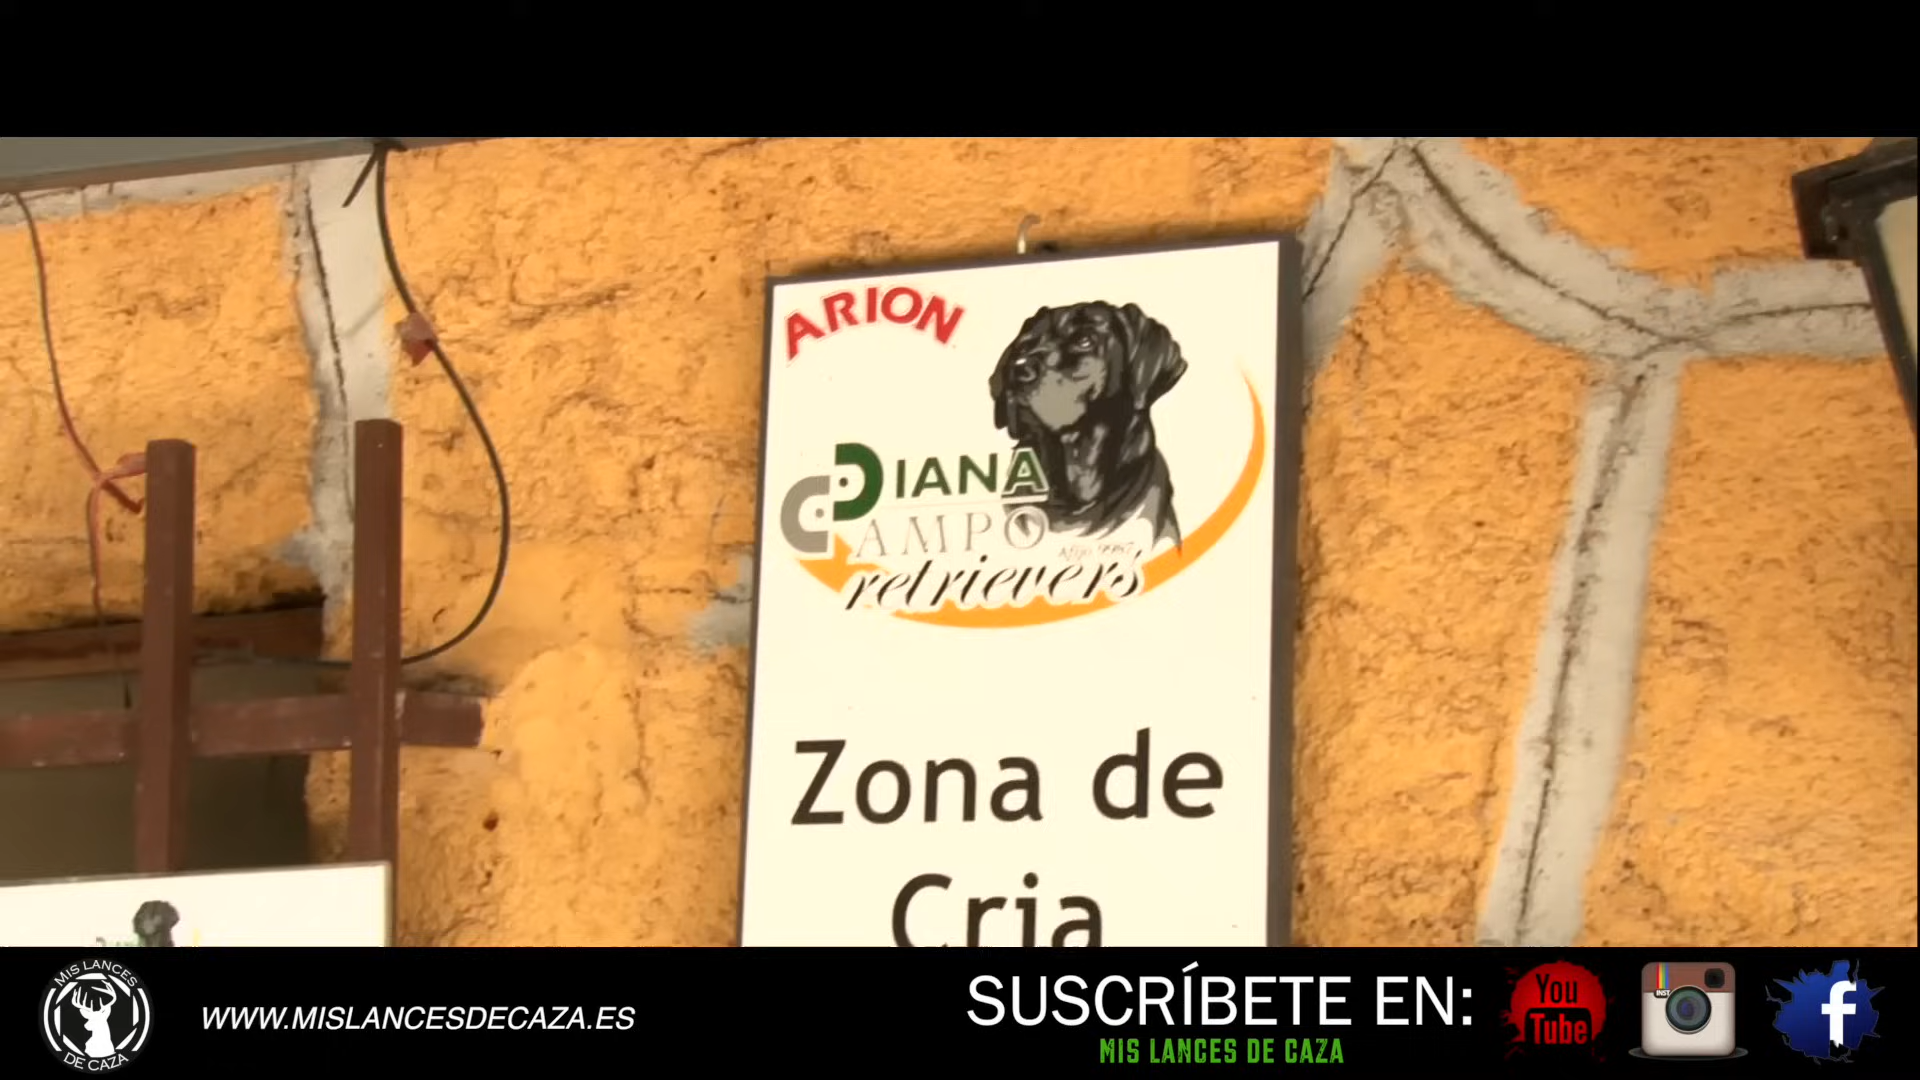 ARION
DIANA
CAMPO
retrievers
Zona de
Cria
MIS LANCES
DE CAZA
WWW.MISLANCESDECAZA.ES
SUSCRÍBETE EN:
MIS LANCES DE CAZA
You
Tube
INST
f